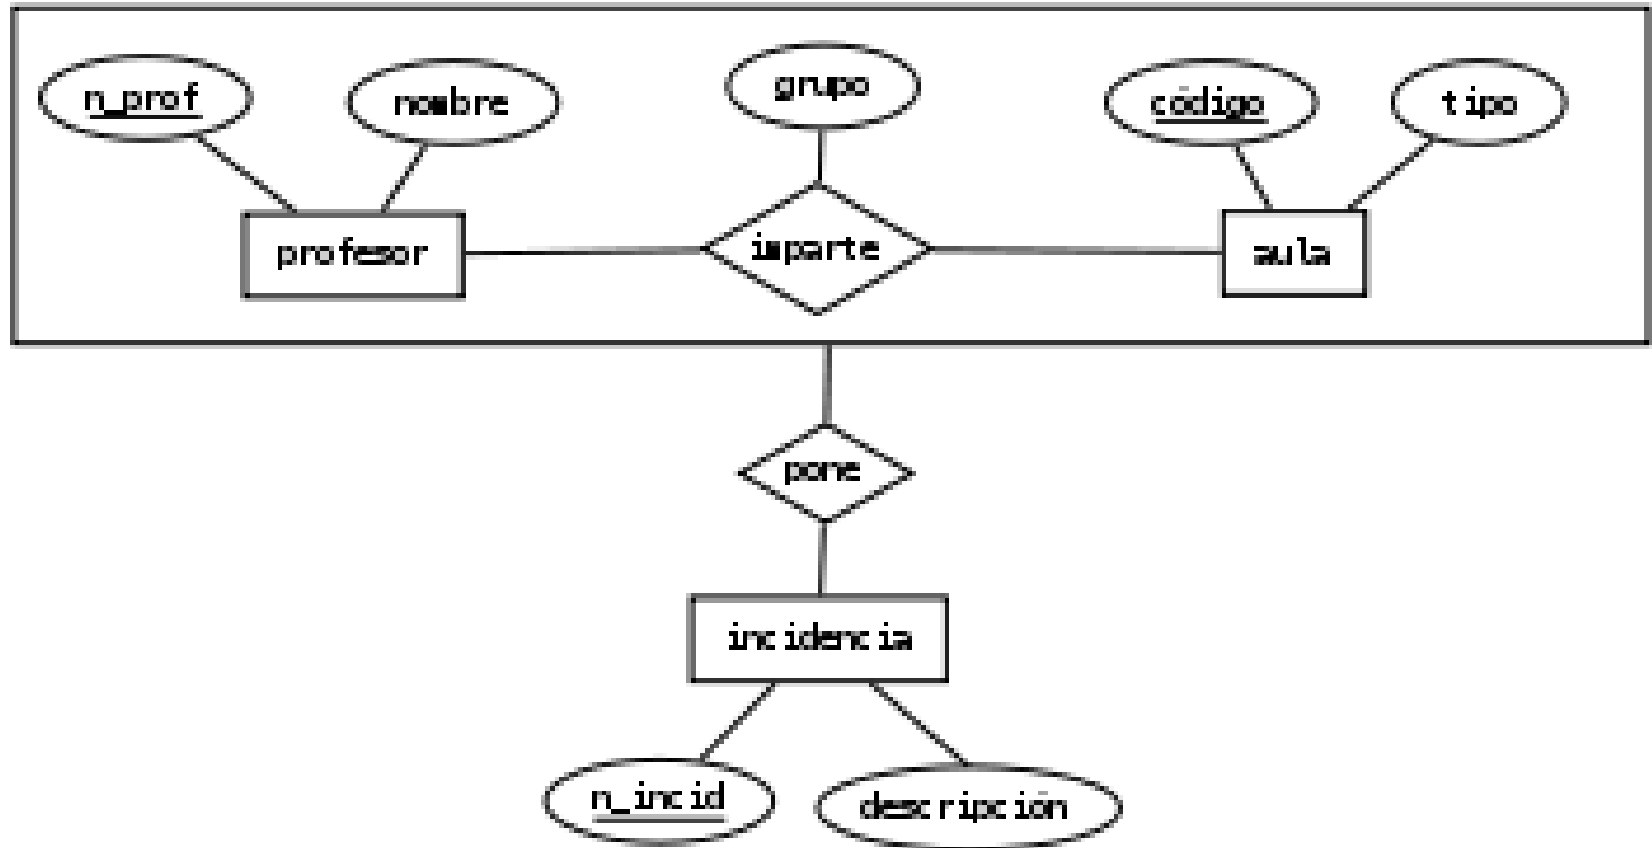 n_prof
nombre
grupo
código
tipo
profesor
imparte
aula
pone
incidencia
n_incid
descripción